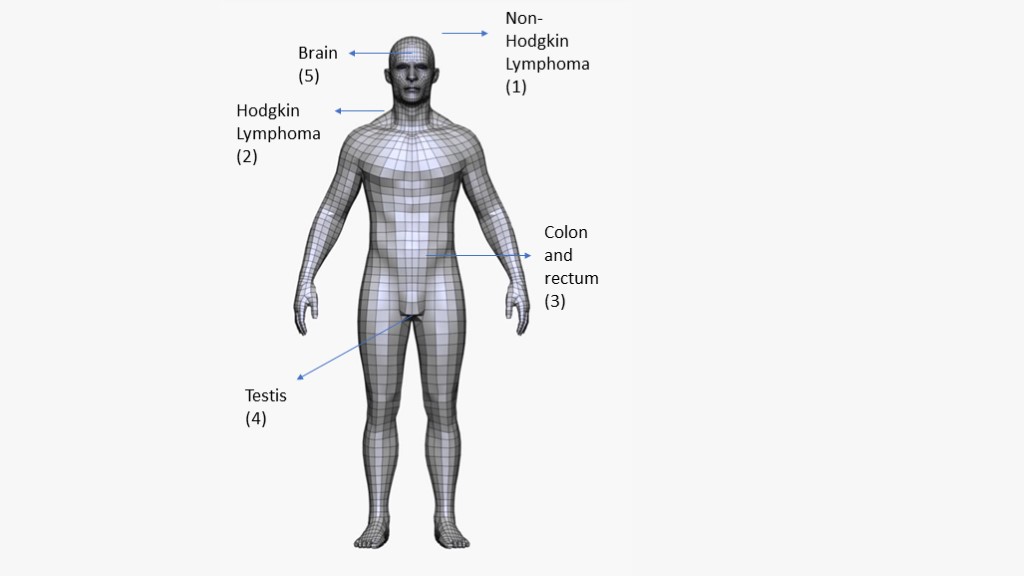 Non-
Hodgkin
Lymphoma
(1)
Brain
(5)
Hodgkin
Lymphoma
(2)
Colon
and
rectum
(3)
Testis
(4)